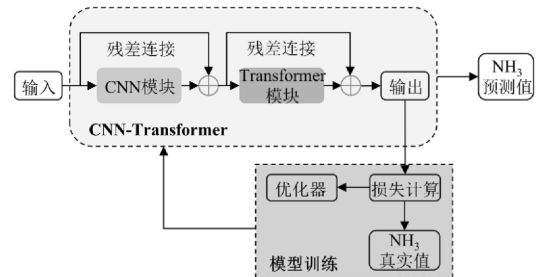 残差连接
残差连接
输入
CNN模块
Transformer
模块
输出
NH₃
预测值
CNN-Transformer
优化器
损失计算
NH₃
真实值
模型训练